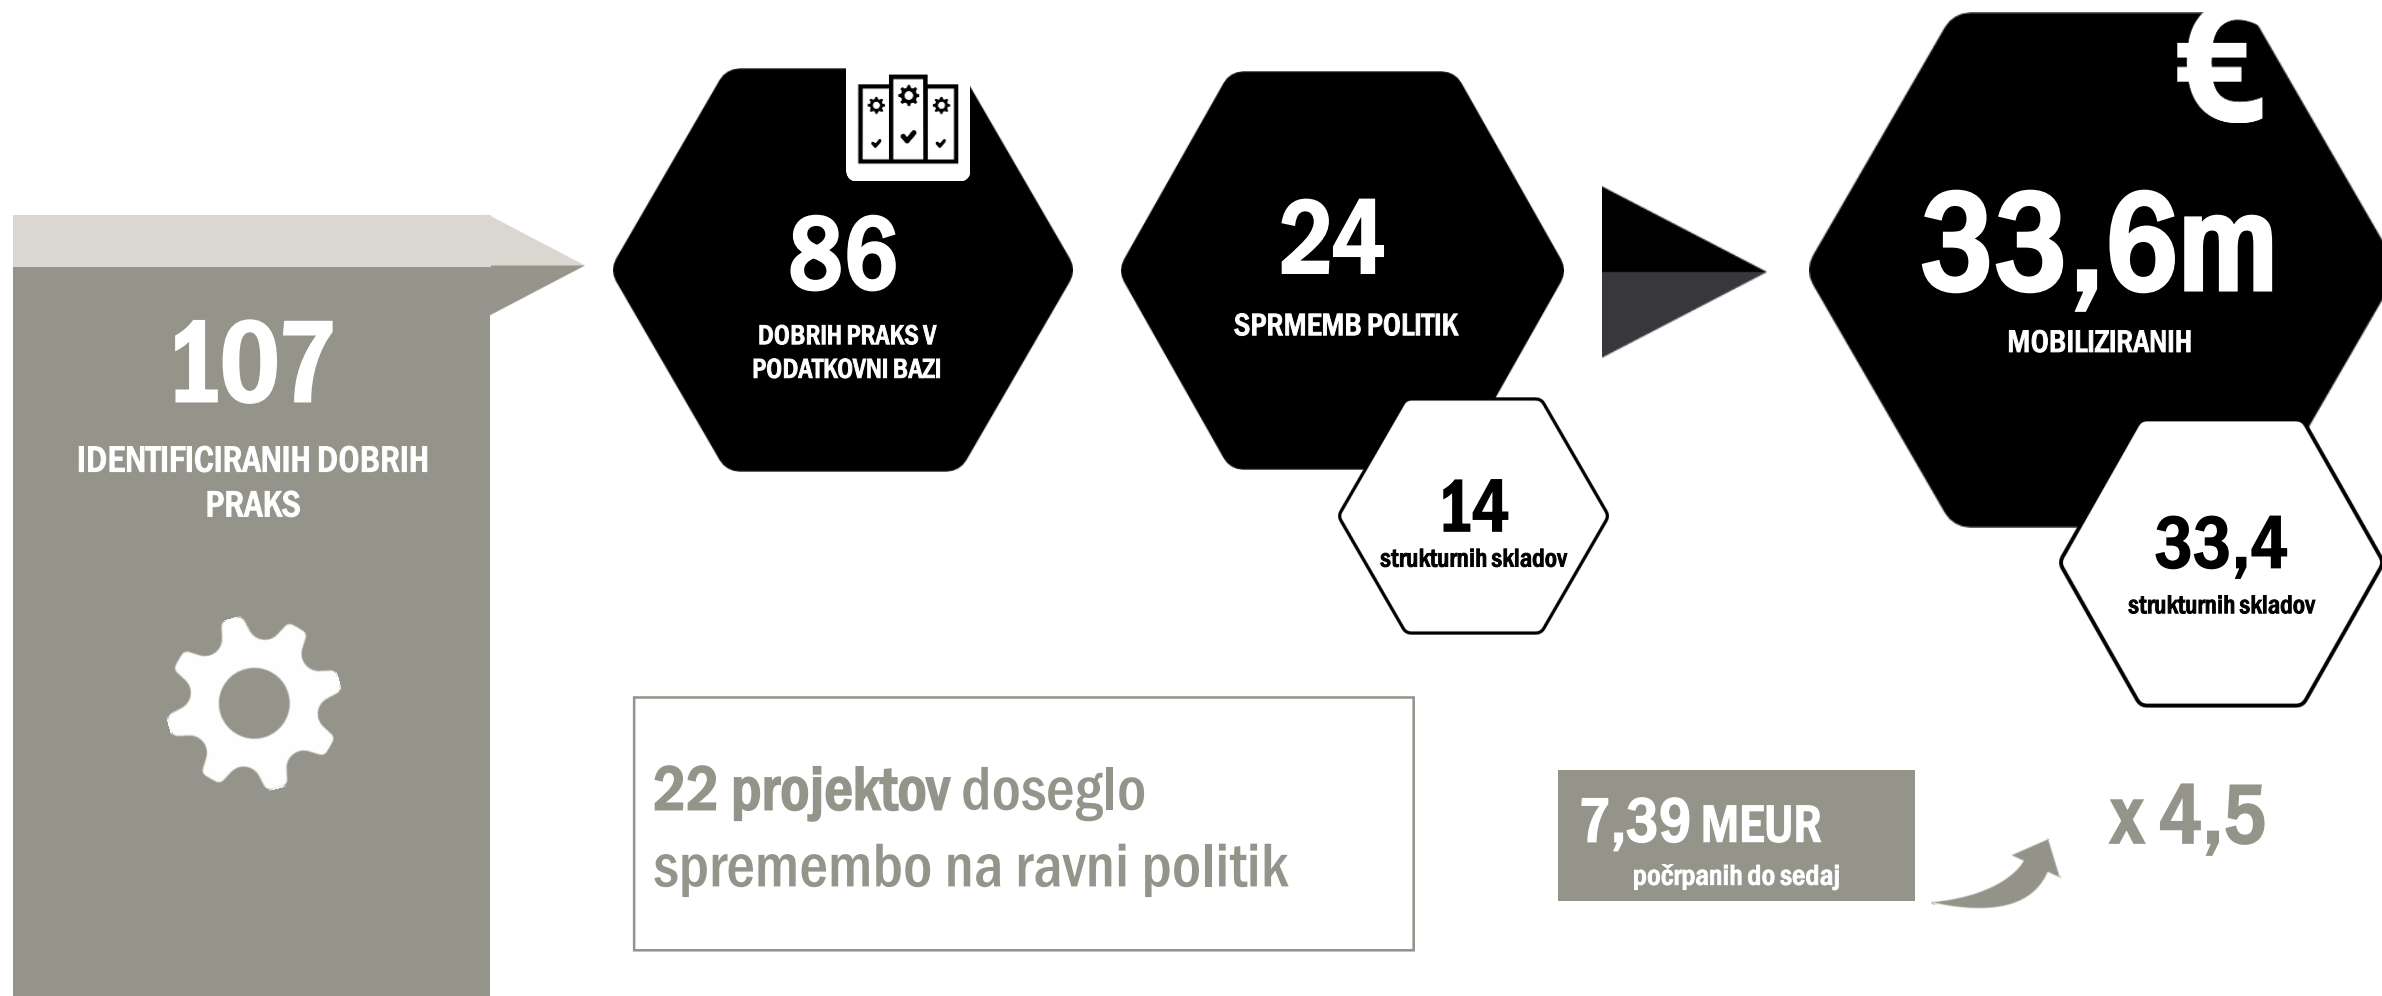 107
IDENTIFICIRANIH DOBRIH
PRAKS
86
DOBRIH PRAKS V
PODATKOVNI BAZI
24
SPRMEMB POLITIK
14
strukturnih skladov
€
33,6m
MOBILIZIRANIH
33,4
strukturnih skladov
22 projektov doseglo
spremembo na ravni politik
7,39 MEUR
počrpanih do sedaj
x 4,5